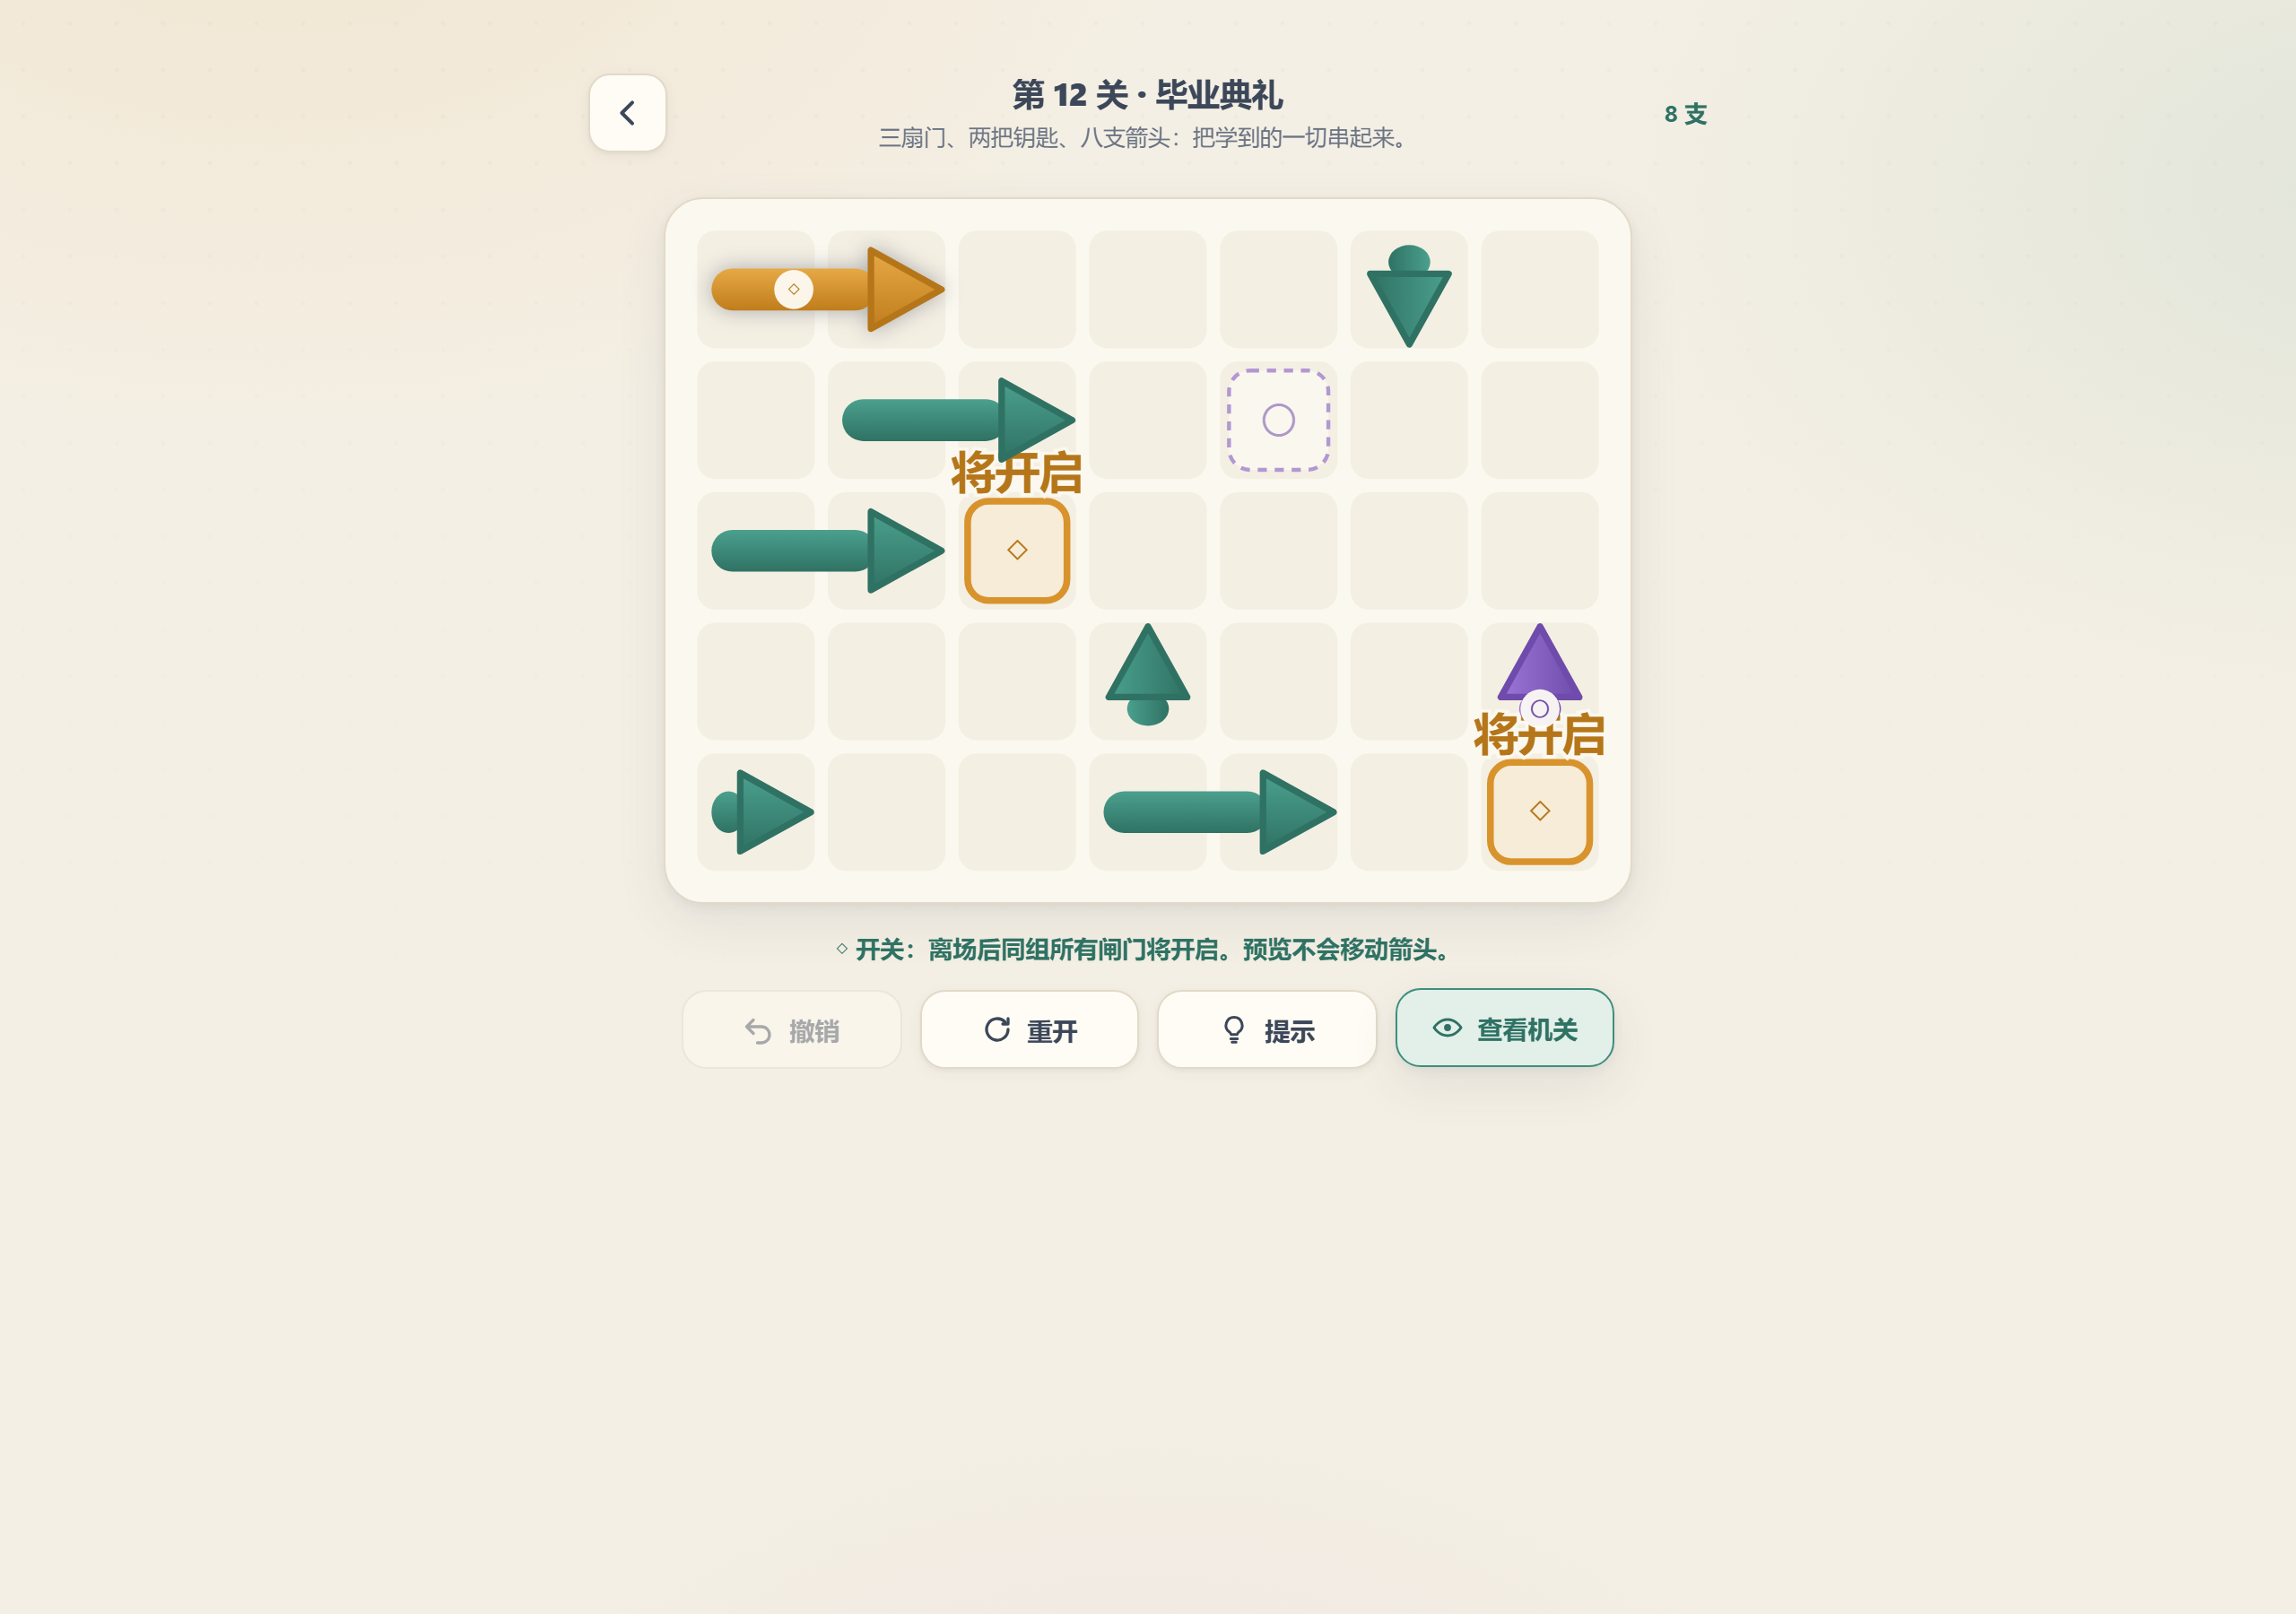 第 12 关 · 毕业典礼
三扇门、两把钥匙、八支箭头：把学到的一切串起来。
8 支
将开启
将开启
◇ 开关：离场后同组所有闸门将开启。预览不会移动箭头。
撤销
重开
提示
查看机关